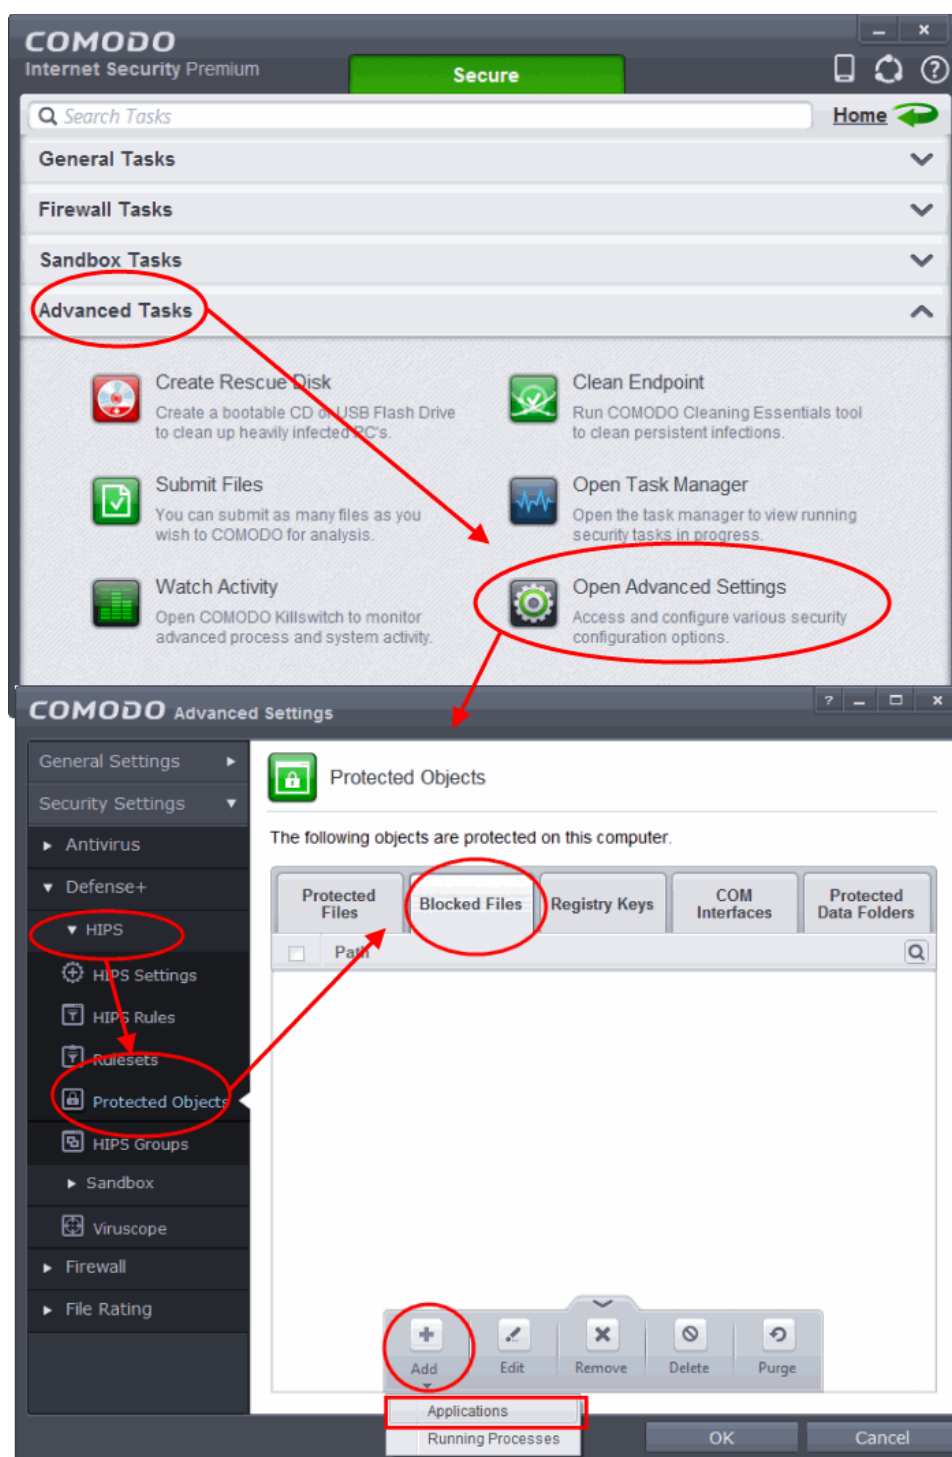 COMODO
Internet Security Premium
Secure
Search Tasks
Home
General Tasks
Firewall Tasks
Sandbox Tasks
Advanced Tasks
Create Rescue Disk
Create a bootable CD or USB Flash Drive
to clean up heavily infected PC's.
Clean Endpoint
Run COMODO Cleaning Essentials tool
to clean persistent infections.
Submit Files
You can submit as many files as you
wish to COMODO for analysis.
Open Task Manager
Open the task manager to view running
security tasks in progress.
Watch Activity
Open COMODO Killswitch to monitor
advanced process and system activity.
Open Advanced Settings
Access and configure various security
configuration options.
COMODO Advanced Settings
General Settings
Security Settings
Antivirus
Defense+
HIPS
HIPS Settings
HIPS Rules
Rulesets
Protected Objects
HIPS Groups
Sandbox
Viruscope
Firewall
File Rating
Protected Objects
The following objects are protected on this computer.
Protected
Files
Blocked Files
Registry Keys
COM
Interfaces
Protected
Data Folders
Path
Add
Edit
Remove
Delete
Purge
Applications
Running Processes
OK
Cancel